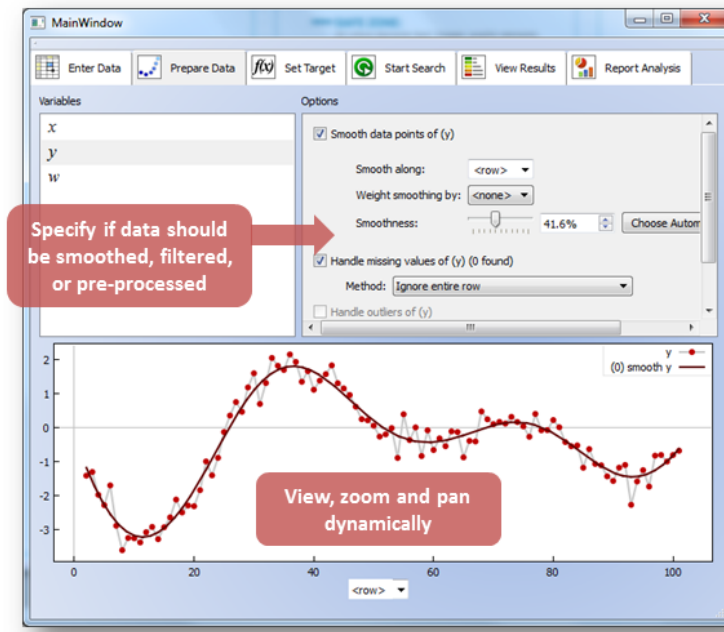 MainWindow
Enter Data
Prepare Data
f(x) Set Target
Start Search
View Results
Report Analysis
Variables
x
y
w
Options
Smooth data points of (y)
Smooth along: <row>
Weight smoothing by: <none>
Smoothness: 41.6% Choose Autom
Handle missing values of (y) (0 found)
Method: Ignore entire row
Handle outliers of (y)
Specify if data should
be smoothed, filtered,
or pre-processed
y
(0) smooth y
2
1
0
-1
-2
-3
View, zoom and pan
dynamically
0 20 40 60 80 100
<row>